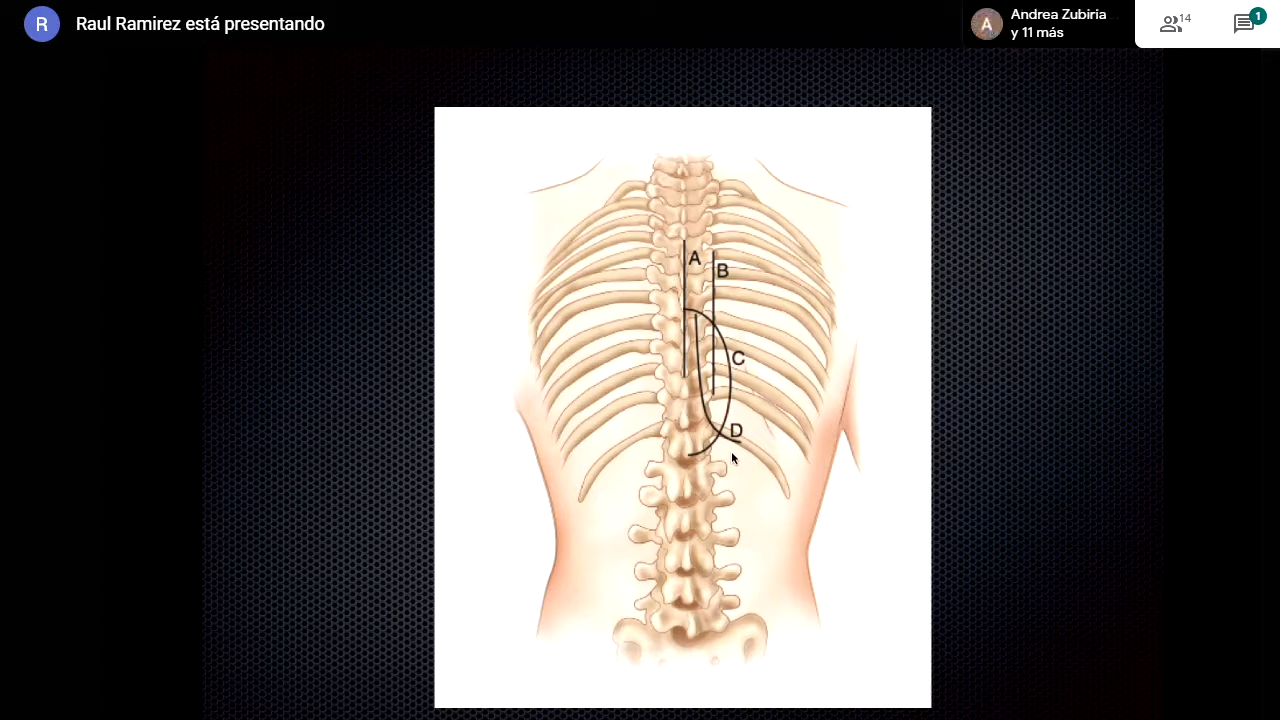 R
Raul Ramirez está presentando
A
Andrea Zubiria
y 11 más
14
1
A
B
C
D